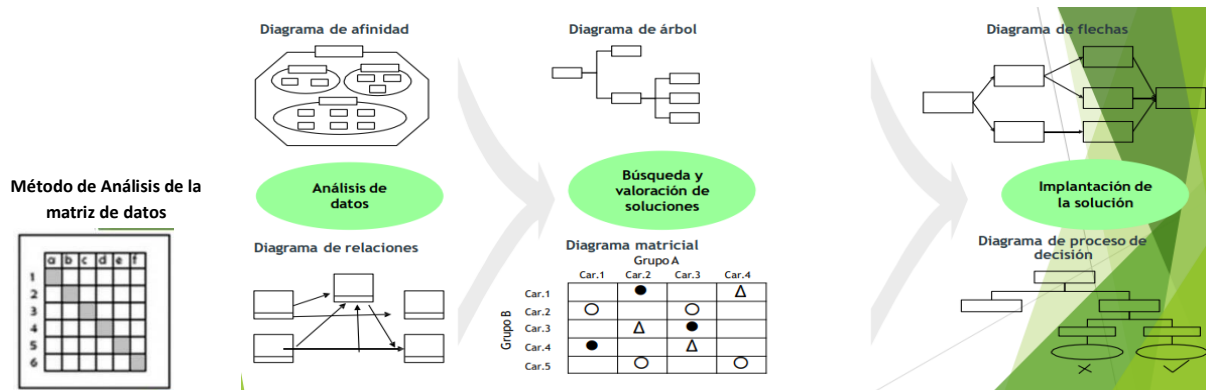 Método de Análisis de la
matriz de datos
a b c d e f
1
2
3
4
5
6
Diagrama de afinidad
Análisis de
datos
Diagrama de relaciones
Diagrama de árbol
Búsqueda y
valoración de
soluciones
Diagrama matricial
Grupo A
Car.1 Car.2 Car.3 Car.4
Grupo B
Car.1
Car.2
Car.3
Car.4
Car.5
Diagrama de flechas
Implantación de
la solución
Diagrama de proceso de
decisión